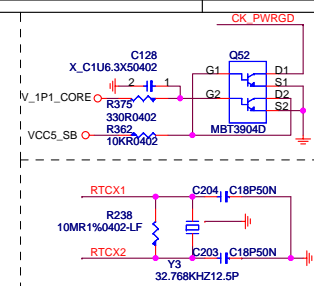 CK_PWRGD
C128
X_C1U6.3X50402
Q52
2 1
G1 D1
S1
V_1P1_CORE
G2 D2
R375
S2
330R0402
R362
VCC5_SB
MBT3904D
10KR0402
RTCX1
C204 C18P50N
R238
10MR1%0402-LF
RTCX2
C203 C18P50N
Y3
32.768KHZ12.5P